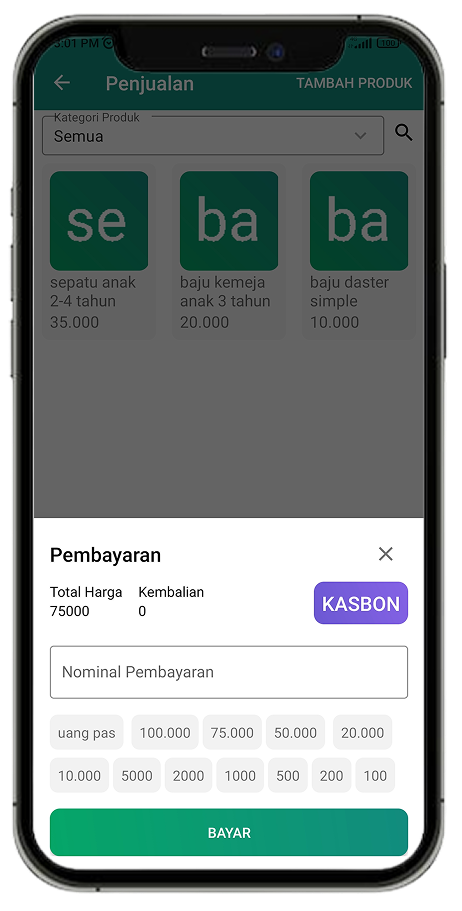 3:01 PM
100
Penjualan
TAMBAH PRODUK
Kategori Produk
Semua
se
ba
ba
sepatu anak
2-4 tahun
35.000
baju kemeja
anak 3 tahun
20.000
baju daster
simple
10.000
Pembayaran
Total Harga
75000
Kembalian
0
KASBON
Nominal Pembayaran
uang pas
100.000
75.000
50.000
20.000
10.000
5000
2000
1000
500
200
100
BAYAR